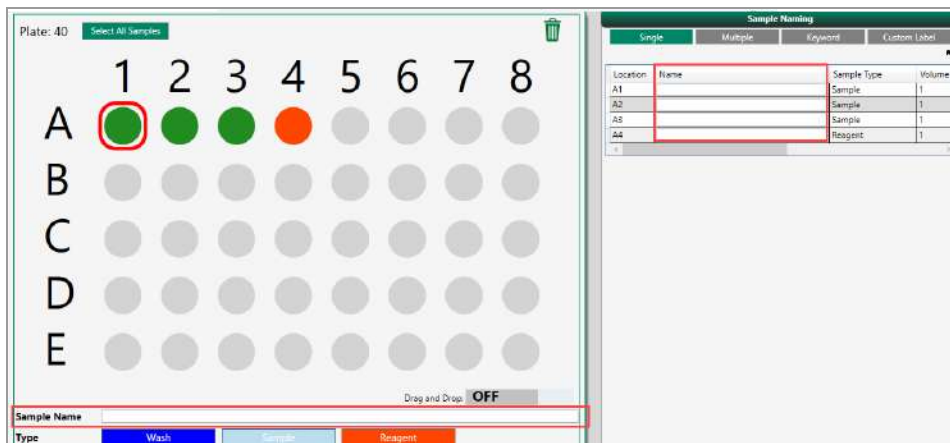 Plate: 40 Select All Samples
1 2 3 4 5 6 7 8
A
B
C
D
E
Drag and Drop: OFF
Sample Name
Type Wash Sample Reagent
Sample Naming
Single Multiple Keyword Custom Label
Location Name Sample Type Volume
A1 Sample 1
A2 Sample 1
A3 Sample 1
A4 Reagent 1